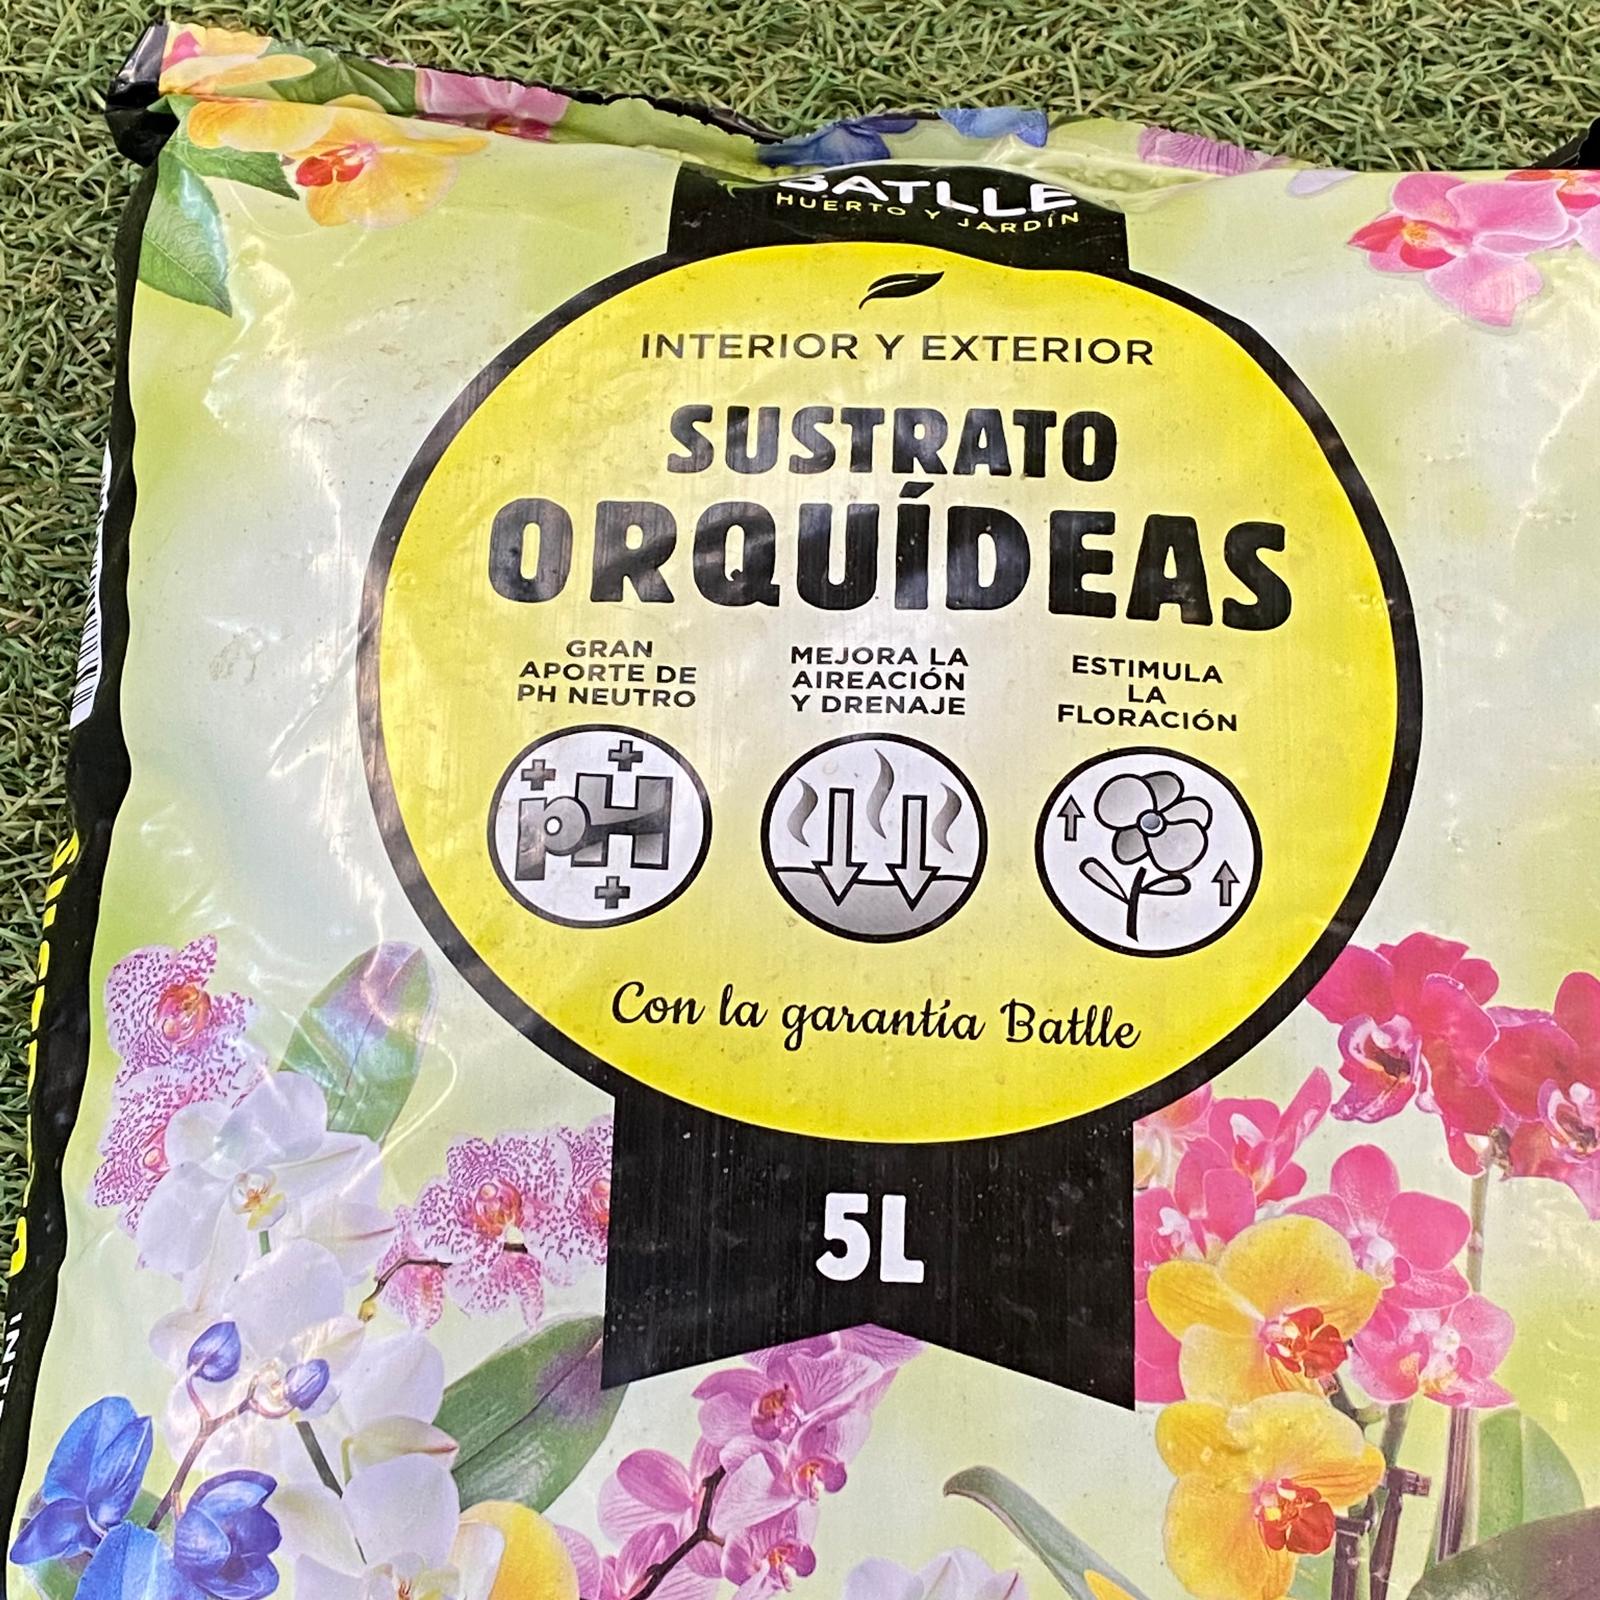 BATLLE
HUERTO Y JARDÍN
INTERIOR Y EXTERIOR
SUSTRATO
ORQUÍDEAS
GRAN
APORTE DE
PH NEUTRO
MEJORA LA
AIREACIÓN
Y DRENAJE
ESTIMULA
LA
FLORACIÓN
pH
Con la garantía Batlle
5L